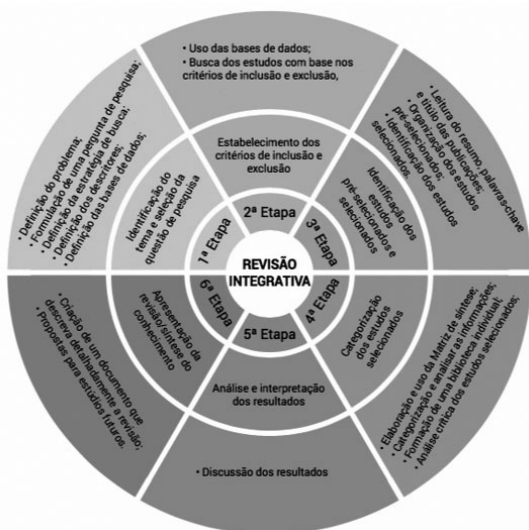 REVISÃO
INTEGRATIVA
1ª Etapa
Identificação do
tema e seleção da
questão de pesquisa
• Definição do problema;
• Formulação de uma pergunta de pesquisa;
• Definição da estratégia de busca;
• Definição dos descritores;
• Definição das bases de dados;
2ª Etapa
Estabelecimento dos
critérios de inclusão e
exclusão
• Uso das bases de dados;
• Busca dos estudos com base nos
critérios de inclusão e exclusão,
3ª Etapa
Identificação dos
estudos
pré-selecionados e
selecionados
• Leitura do resumo, palavras-chave
e título das publicações;
• Organização dos estudos
pré-selecionados;
• Identificação dos estudos
selecionados.
4ª Etapa
Categorização
dos estudos
selecionados
• Elaboração e uso da Matriz de síntese;
• Categorização e analisar as informações;
• Formação de uma biblioteca individual;
• Análise crítica dos estudos selecionados;
5ª Etapa
Análise e interpretação
dos resultados
• Discussão dos resultados
6ª Etapa
Apresentação da
revisão/síntese do
conhecimento
• Criação de um documento que
descreva detalhadamente a revisão;
• Propostas para estúdios futuros.